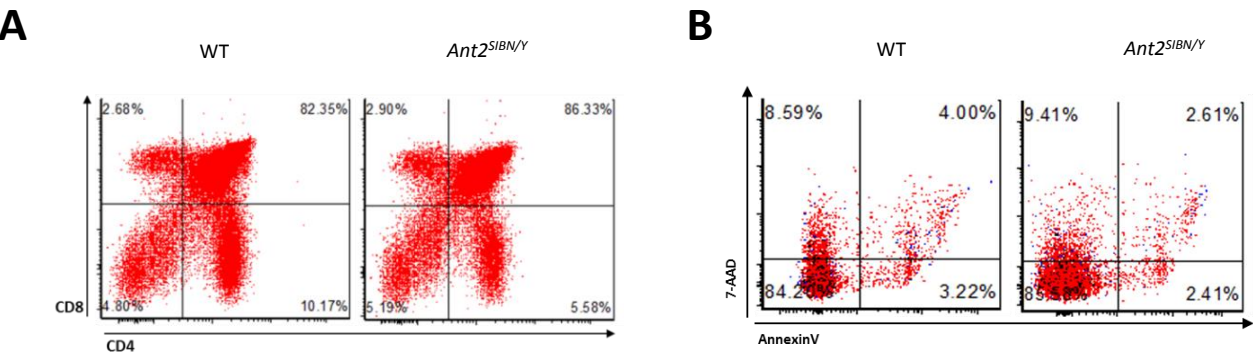 A
B
WT
Ant2SIBN/Y
WT
Ant2SIBN/Y
2.68%
82.35%
2.90%
86.33%
8.59%
4.00%
9.41%
2.61%
CD8
4.80%
10.17%
5.19%
5.58%
7-AAD
3.22%
2.41%
CD4
AnnexinV